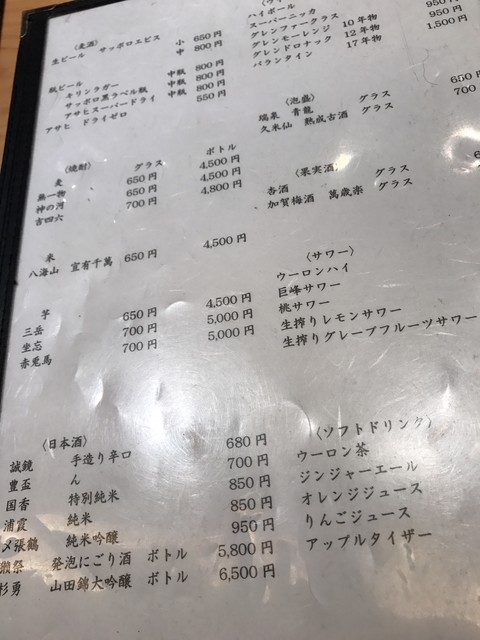 〈麦酒〉
生ビール サッポロエビス 小 650円
中 800円
瓶ビール
キリンラガー 中瓶 800円
サッポロ黒ラベル瓶 中瓶 800円
アサヒスーパードライ 中瓶 800円
アサヒ ドライゼロ 550円
〈焼酎〉 グラス ボトル
麦 650円 4,500円
無一物 650円 4,500円
神の河 700円 4,800円
吉四六
米
八海山 宜有千萬 650円 4,500円
芋
三岳 650円 4,500円
坐忘 700円 5,000円
赤兎馬 700円 5,000円
〈日本酒〉
誠鏡 手造り辛口 680円
豊盃 ん 700円
国香 特別純米 850円
浦霞 純米 850円
〆張鶴 純米吟醸 950円
獺祭 発泡にごり酒 ボトル 5,800円
杉勇 山田錦大吟醸 ボトル 6,500円
ハイボール
スーパーニッカ
グレンファークラス 950円
グレンモーレンジ 10年物 950円
グレンドロナック 12年物 1,500円
バランタイン 17年物
〈泡盛〉
瑞泉 青龍 グラス 650
久米仙 熟成古酒 グラス 700
〈果実酒〉
杏酒 グラス
加賀梅酒 萬歳楽 グラス
〈サワー〉
ウーロンハイ
巨峰サワー
桃サワー
生搾りレモンサワー
生搾りグレープフルーツサワー
〈ソフトドリンク〉
ウーロン茶
ジンジャーエール
オレンジジュース
りんごジュース
アップルタイザー